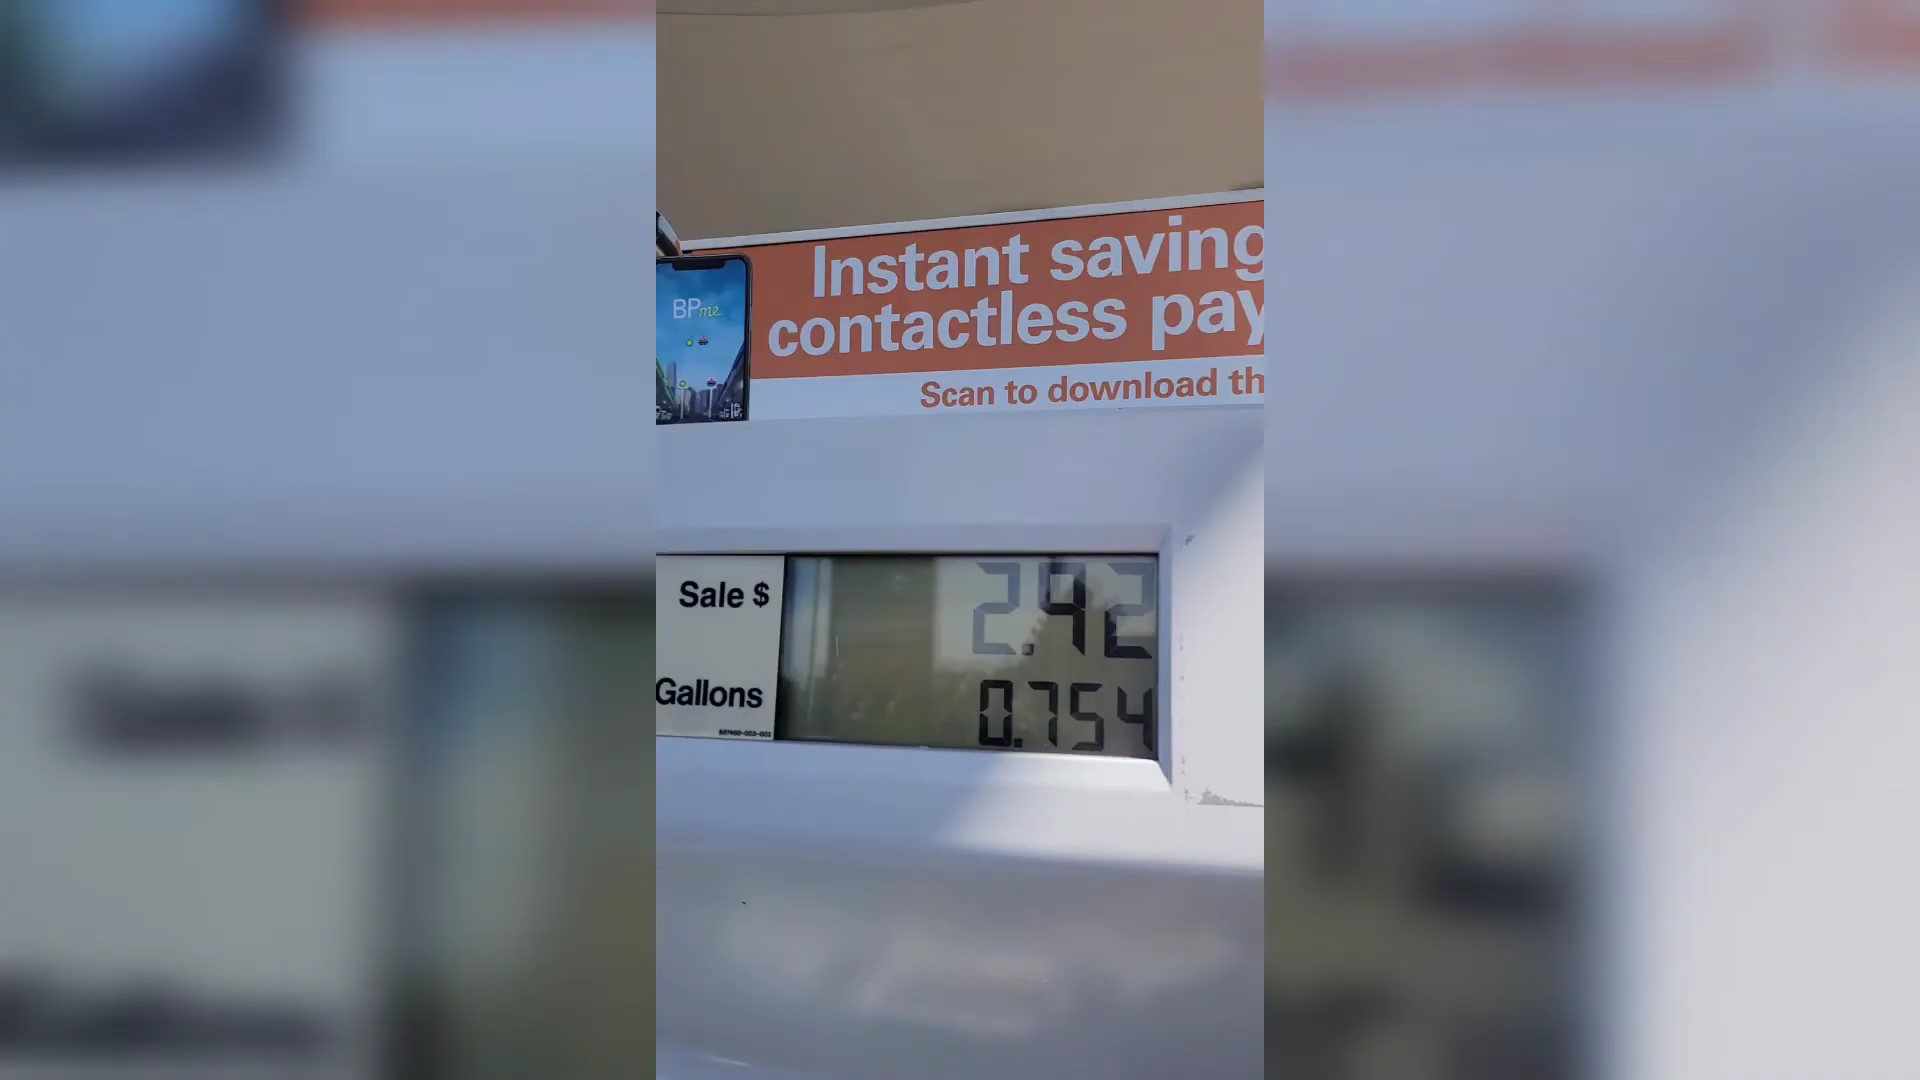 Instant saving
contactless pay
Scan to download th
BPme
Sale $
2.92
Gallons
0.754